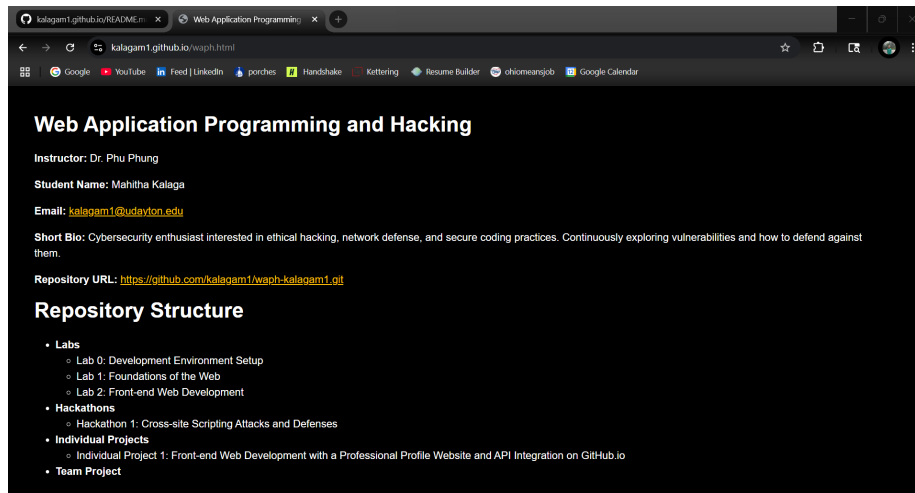 kalagam1.github.io/README.m
Web Application Programming
kalagam1.github.io/waph.html
Google YouTube Feed | LinkedIn porches Handshake Kettering Resume Builder ohiomeansjob Google Calendar
Web Application Programming and Hacking
Instructor: Dr. Phu Phung
Student Name: Mahitha Kalaga
Email: kalagam1@udayton.edu
Short Bio: Cybersecurity enthusiast interested in ethical hacking, network defense, and secure coding practices. Continuously exploring vulnerabilities and how to defend against
them.
Repository URL: https://github.com/kalagam1/waph-kalagam1.git
Repository Structure
Labs
Lab 0: Development Environment Setup
Lab 1: Foundations of the Web
Lab 2: Front-end Web Development
Hackathons
Hackathon 1: Cross-site Scripting Attacks and Defenses
Individual Projects
Individual Project 1: Front-end Web Development with a Professional Profile Website and API Integration on GitHub.io
Team Project